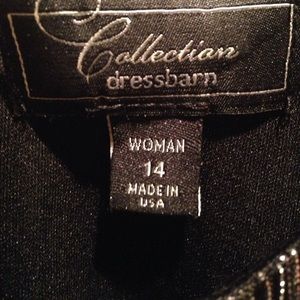 Collection
dressbarn
WOMAN
14
MADE IN
USA